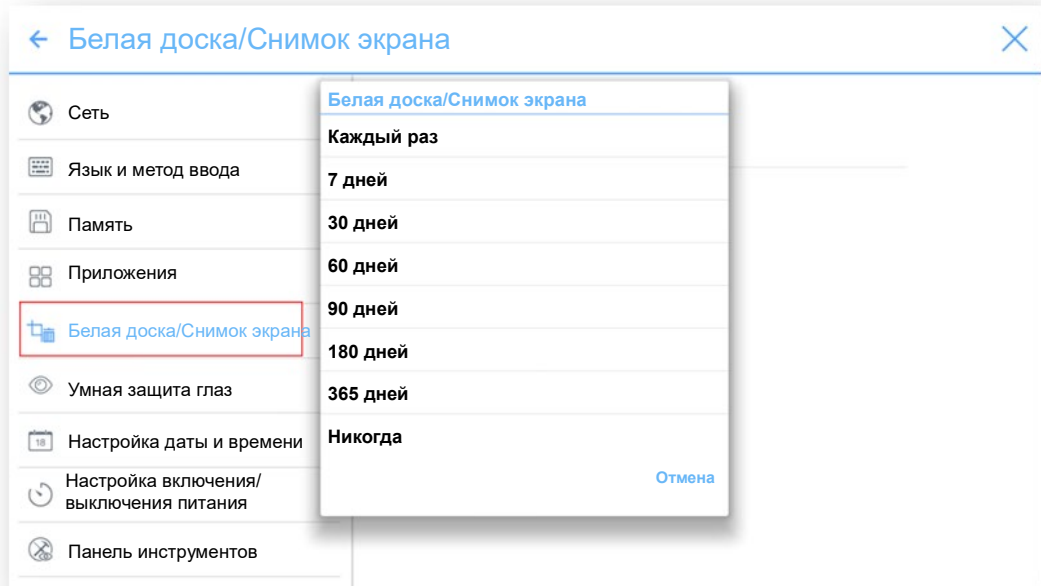 Белая доска/Снимок экрана
Сеть
Язык и метод ввода
Память
Приложения
Белая доска/Снимок экрана
Умная защита глаз
18
Настройка даты и времени
Настройка включения/
выключения питания
Панель инструментов
Белая доска/Снимок экрана
Каждый раз
7 дней
30 дней
60 дней
90 дней
180 дней
365 дней
Никогда
Отмена